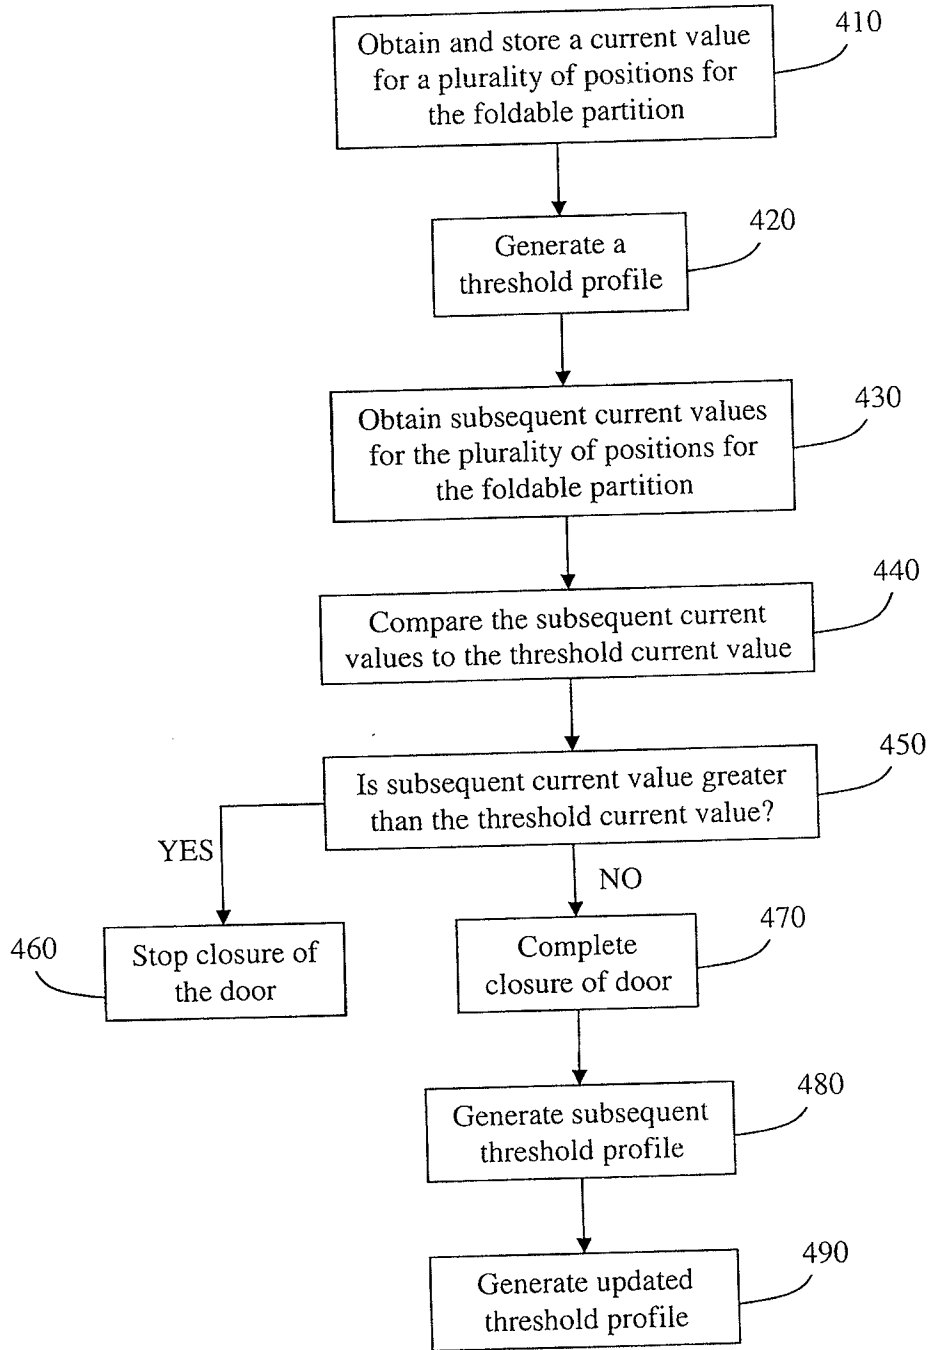 410
Obtain and store a current value
for a plurality of positions for
the foldable partition
420
Generate a
threshold profile
430
Obtain subsequent current values
for the plurality of positions for
the foldable partition
440
Compare the subsequent current
values to the threshold current value
450
Is subsequent current value greater
than the threshold current value?
YES
NO
460
Stop closure of
the door
470
Complete
closure of door
480
Generate subsequent
threshold profile
490
Generate updated
threshold profile